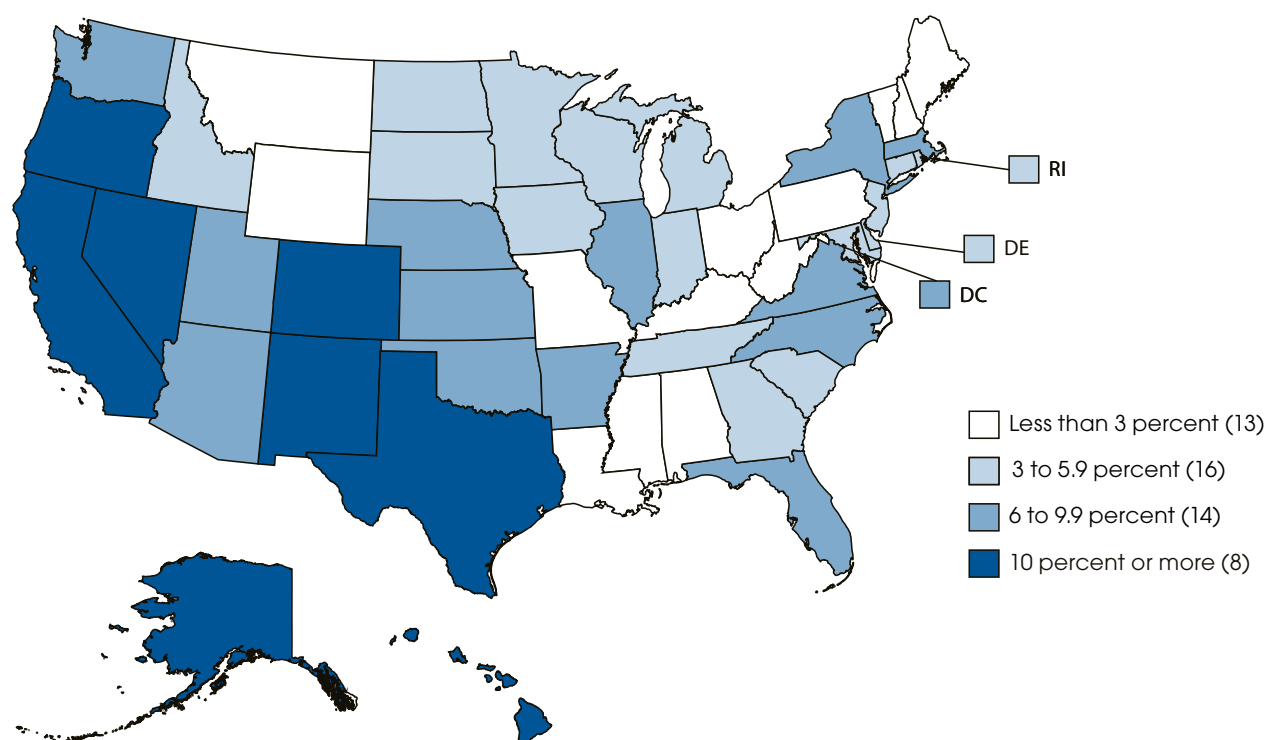 RI
DE
DC
Less than 3 percent (13)
3 to 5.9 percent (16)
6 to 9.9 percent (14)
10 percent or more (8)